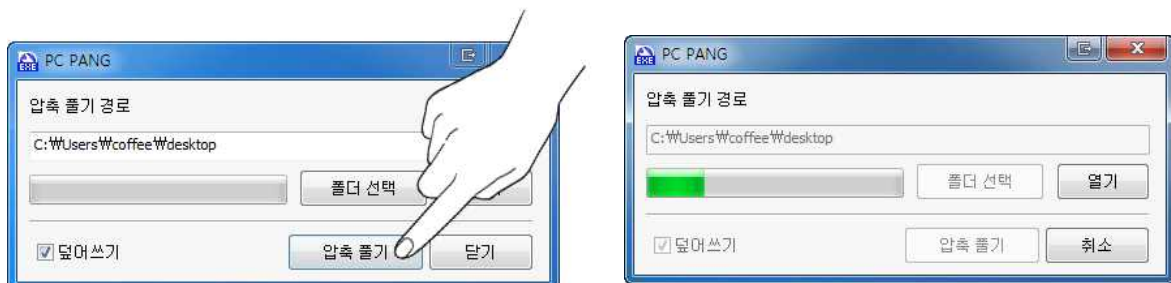 PC PANG
압축 풀기 경로
C:₩Users₩coffee₩desktop
폴더 선택
덮어쓰기
압축 풀기
닫기
PC PANG
압축 풀기 경로
C:₩Users₩coffee₩desktop
폴더 선택
열기
덮어쓰기
압축 풀기
취소